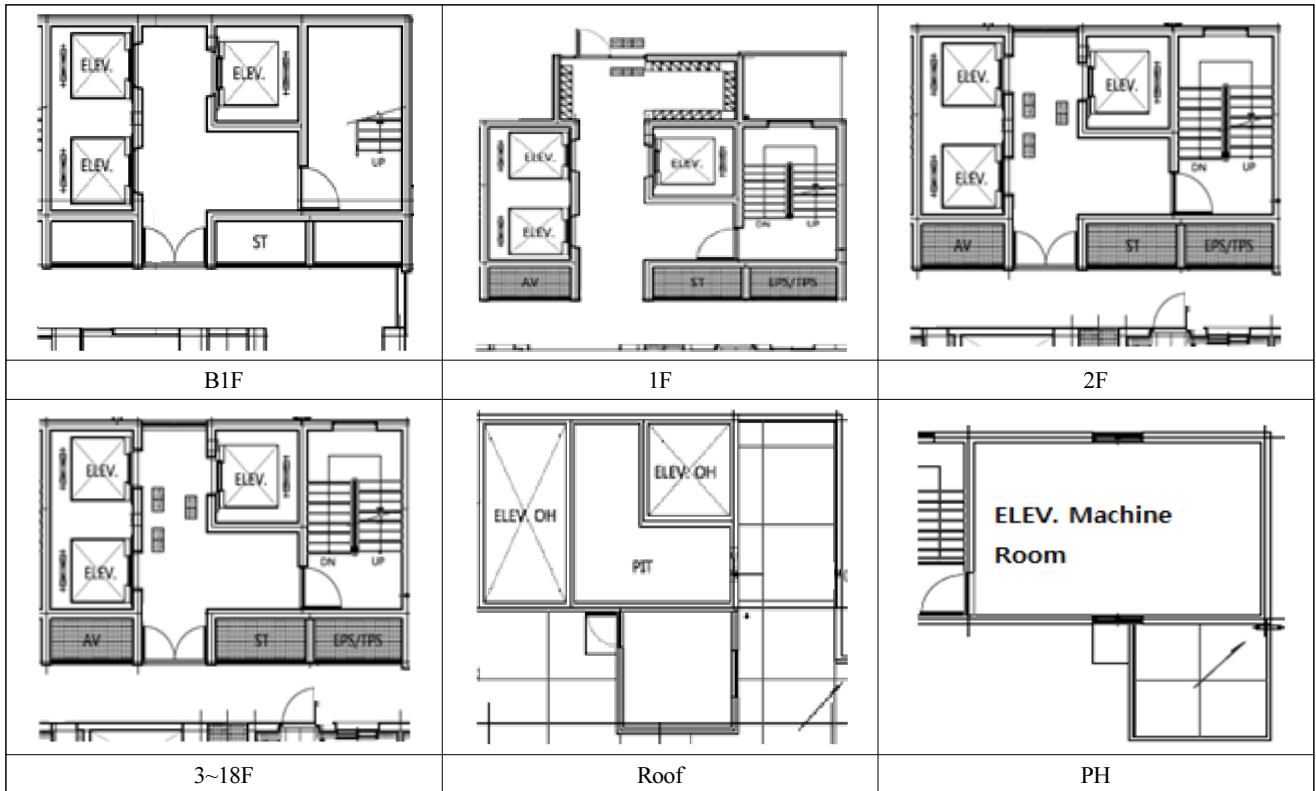 ELEV.
ELEV.
ELEV.
UP
ST
B1F
ELEV.
ELEV.
ELEV.
DN
UP
AV
ST
EPS/TPS
1F
ELEV.
ELEV.
ELEV.
DN
UP
AV
ST
EPS/TPS
2F
ELEV.
ELEV.
ELEV.
DN
UP
AV
ST
EPS/TPS
3~18F
ELEV. OH
ELEV. OH
PIT
Roof
ELEV. Machine
Room
PH